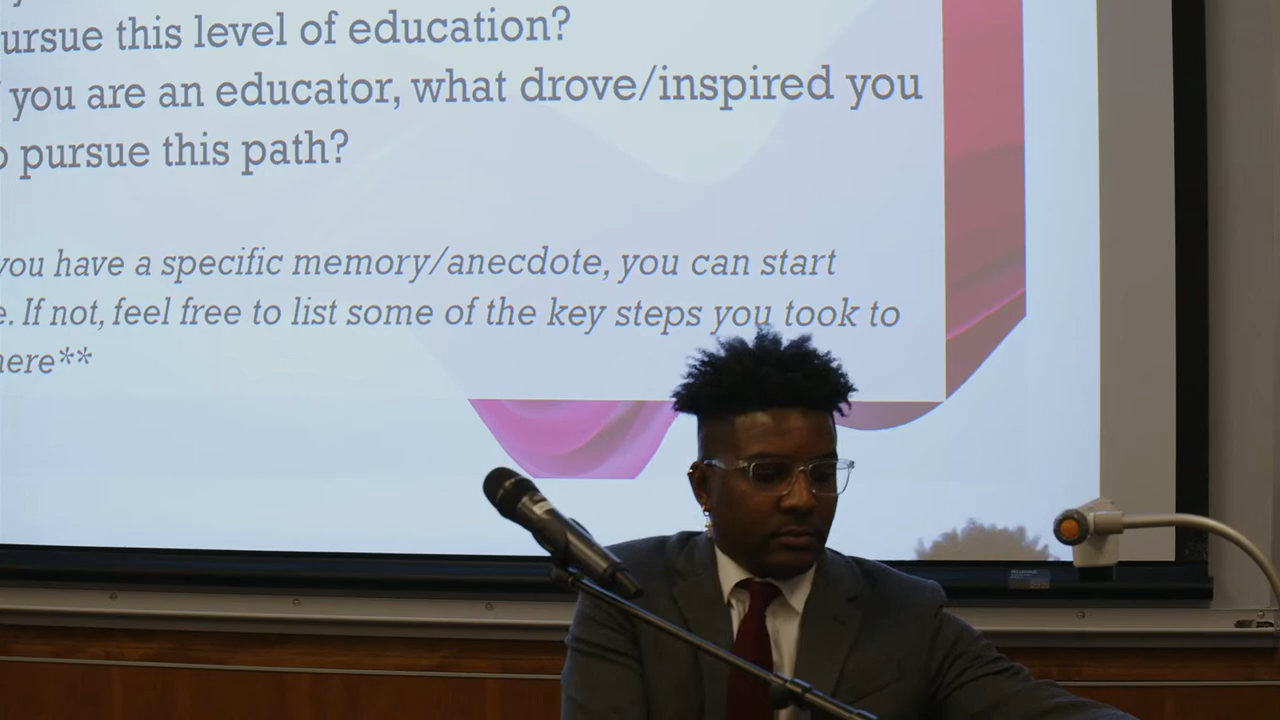 ursue this level of education?
you are an educator, what drove/inspired you
pursue this path?
you have a specific memory/anecdote, you can start
e. If not, feel free to list some of the key steps you took to
ere**